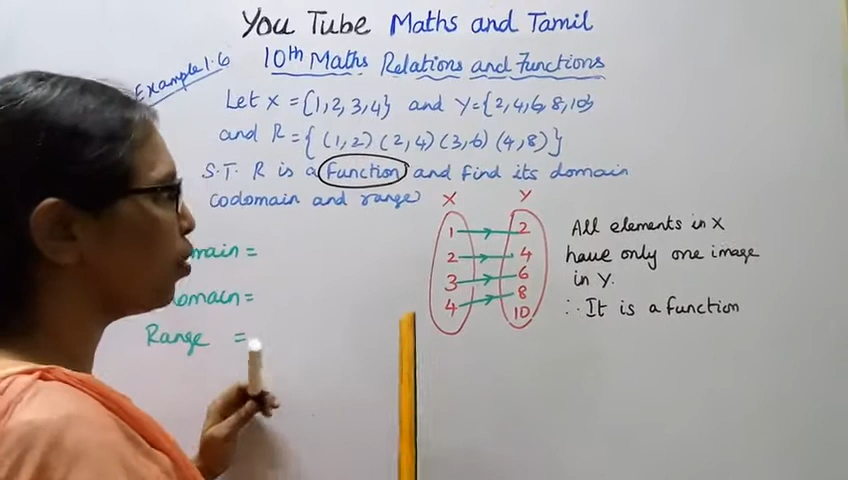 You Tube Maths and Tamil
Example 1.6
10th Maths Relations and Functions
Let X = {1, 2, 3, 4} and Y = {2, 4, 6, 8, 10}
and R = { (1, 2) (2, 4) (3, 6) (4, 8) }
S.T. R is a function and find its domain
codomain and range
main =
domain =
Range =
X Y
1 2
2 4
3 6
4 8
10
All elements in X
have only one image
in Y.
∴ It is a function